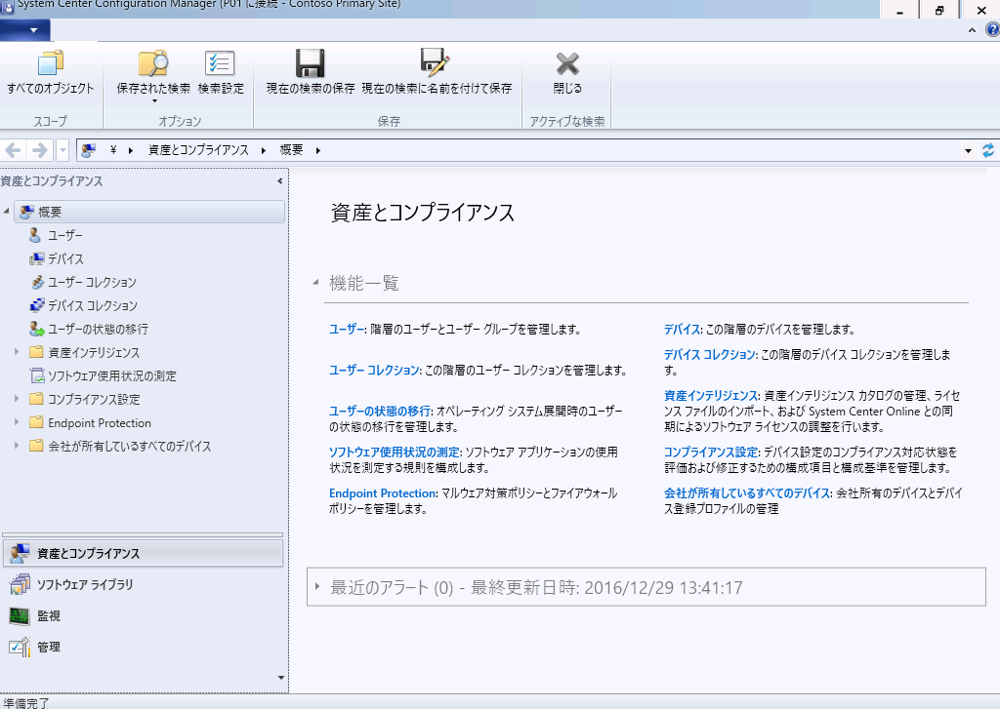 System Center Configuration Manager (P01 に接続 - Contoso Primary Site)
すべてのオブジェクト
保存された検索
検索設定
現在の検索の保存
現在の検索に名前を付けて保存
閉じる
スコープ
オプション
保存
アクティブな検索
¥ 資産とコンプライアンス 概要
資産とコンプライアンス
概要
ユーザー
デバイス
ユーザー コレクション
デバイス コレクション
ユーザーの状態の移行
資産インテリジェンス
ソフトウェア使用状況の測定
コンプライアンス設定
Endpoint Protection
会社が所有しているすべてのデバイス
資産とコンプライアンス
ソフトウェア ライブラリ
監視
管理
資産とコンプライアンス
機能一覧
ユーザー: 階層のユーザーとユーザー グループを管理します。
ユーザー コレクション: この階層のユーザー コレクションを管理します。
ユーザーの状態の移行: オペレーティング システム展開時のユーザー
の状態の移行を管理します。
ソフトウェア使用状況の測定: ソフトウェア アプリケーションの使用
状況を測定する規則を構成します。
Endpoint Protection: マルウェア対策ポリシーとファイアウォール
ポリシーを管理します。
デバイス: この階層のデバイスを管理します。
デバイス コレクション: この階層のデバイス コレクションを管理しま
す。
資産インテリジェンス: 資産インテリジェンス カタログの管理、ライセ
ンス ファイルのインポート、および System Center Online との同
期によるソフトウェア ライセンスの調整を行います。
コンプライアンス設定: デバイス設定のコンプライアンス対応状態を
評価および修正するための構成項目と構成基準を管理します。
会社が所有しているすべてのデバイス: 会社所有のデバイスとデバイ
ス登録プロファイルの管理
最近のアラート (0) - 最終更新日時: 2016/12/29 13:41:17
準備完了